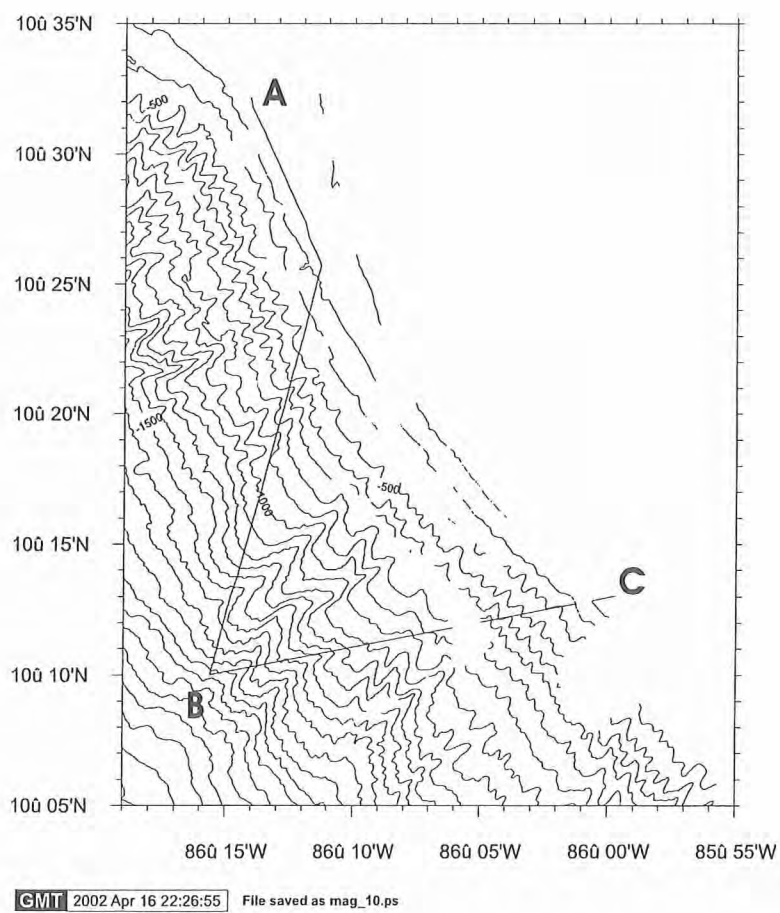 10û 35'N
A
-500
10û 30'N
10û 25'N
10û 20'N
-1500
-500
-1000
10û 15'N
C
10û 10'N
B
10û 05'N
86û 15'W 86û 10'W 86û 05'W 86û 00'W 85û 55'W
GMT 2002 Apr 16 22:26:55 File saved as mag_10.ps